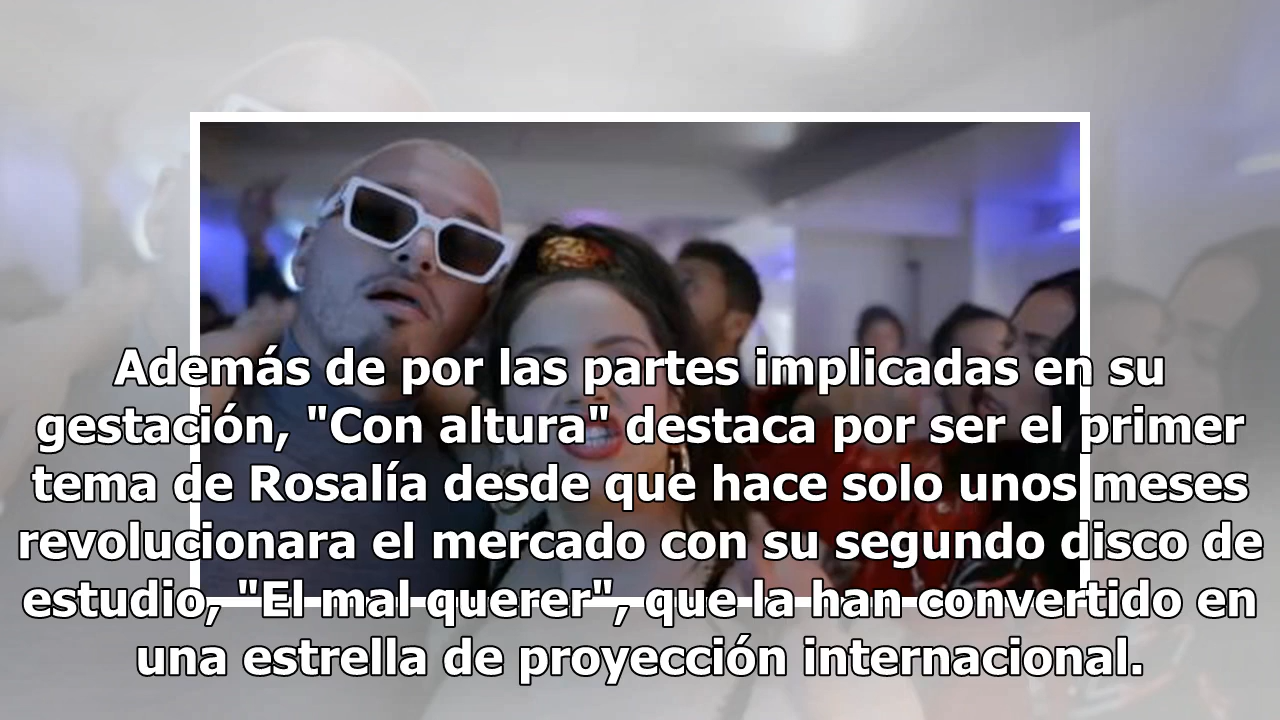 Además de por las partes implicadas en su
gestación, "Con altura" destaca por ser el primer
tema de Rosalía desde que hace solo unos meses
revolucionara el mercado con su segundo disco de
estudio, "El mal querer", que la han convertido en
una estrella de proyección internacional.